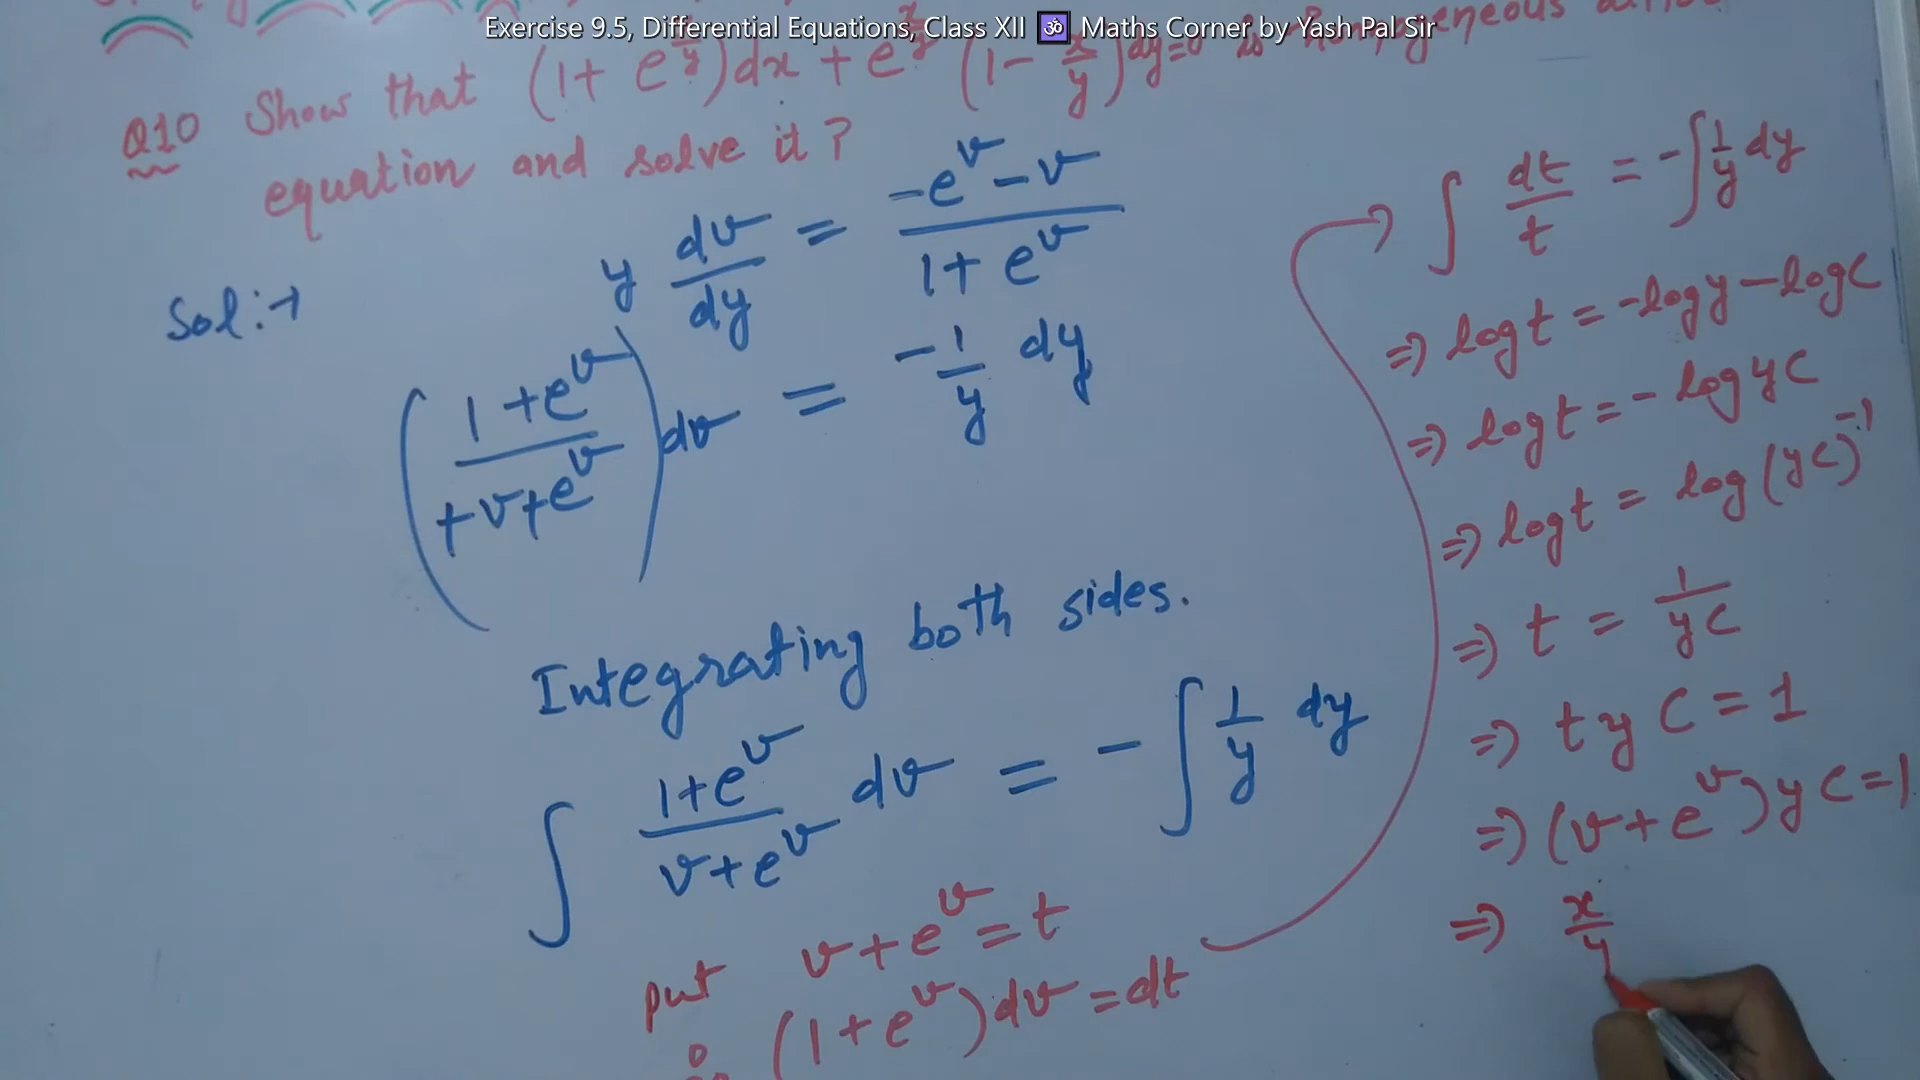 Exercise 9.5, Differential Equations, Class XII 🕉 Maths Corner by Yash Pal Sir
Q10 Show that (1+e^(x/y))dx + e^(x/y) (1 - x/y)dy=0 is homogeneous
equation and solve it?
Sol:→
y dv/dy = (-e^v - v)/(1+e^v)
((1+e^v)/(+v+e^v))dv = -1/y dy
Integrating both sides.
∫ (1+e^v)/(v+e^v) dv = -∫ 1/y dy
put v+e^v = t
(1+e^v)dv = dt
⇒ ∫ dt/t = -∫ 1/y dy
⇒ log t = -log y - log C
⇒ log t = -log y C
⇒ log t = log (y C)^-1
⇒ t = 1/(y C)
⇒ t y C = 1
⇒ (v+e^v) y C = 1
⇒ x/y